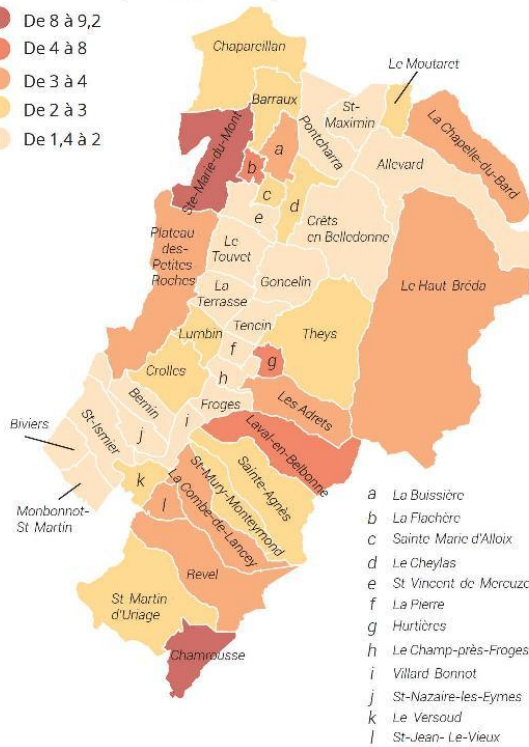 De 8 à 9,2
De 4 à 8
De 3 à 4
De 2 à 3
De 1,4 à 2
Chapareillan
Le Moutaret
Barraux
St-
Maximin
Pontcharra
La Chapelle-du-Bard
Ste-Marie-du-Mont
a
b
Allevard
c
d
e
Crêts
en Belledonne
Plateau
des-
Petites
Roches
Le
Touvet
Goncelin
Le Haut Bréda
La
Terrasse
Tencin
Lumbin
Theys
f
g
Crolles
h
Bernin
Froges
Les Adrets
i
Biviers
St-Ismier
j
Laval-en-Belbonne
Monbonnot-
St Martin
k
l
La Combe-de-Lancey
St-Mury-Monteymond
Sainte-Agnès
Revel
St Martin
d'Uriage
Chamrousse
a La Buissière
b La Flachère
c Sainte Marie d'Alloix
d Le Cheylas
e St Vincent de Mercuze
f La Pierre
g Hurtières
h Le Champ-près-Froges
i Villard Bonnot
j St-Nazaire-les-Eymes
k Le Versoud
l St-Jean- Le-Vieux